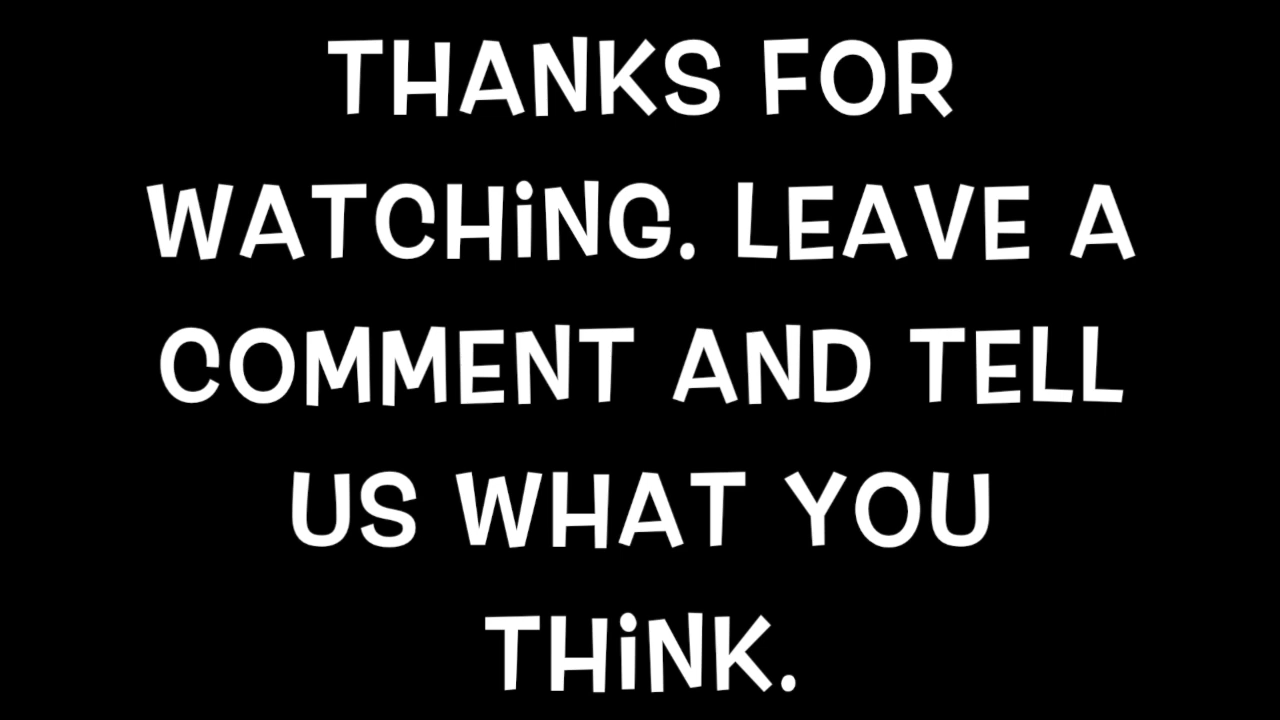 THANKS FOR
WATCHiNG. LEAVE A
COMMENT AND TELL
US WHAT YOU
THiNK.